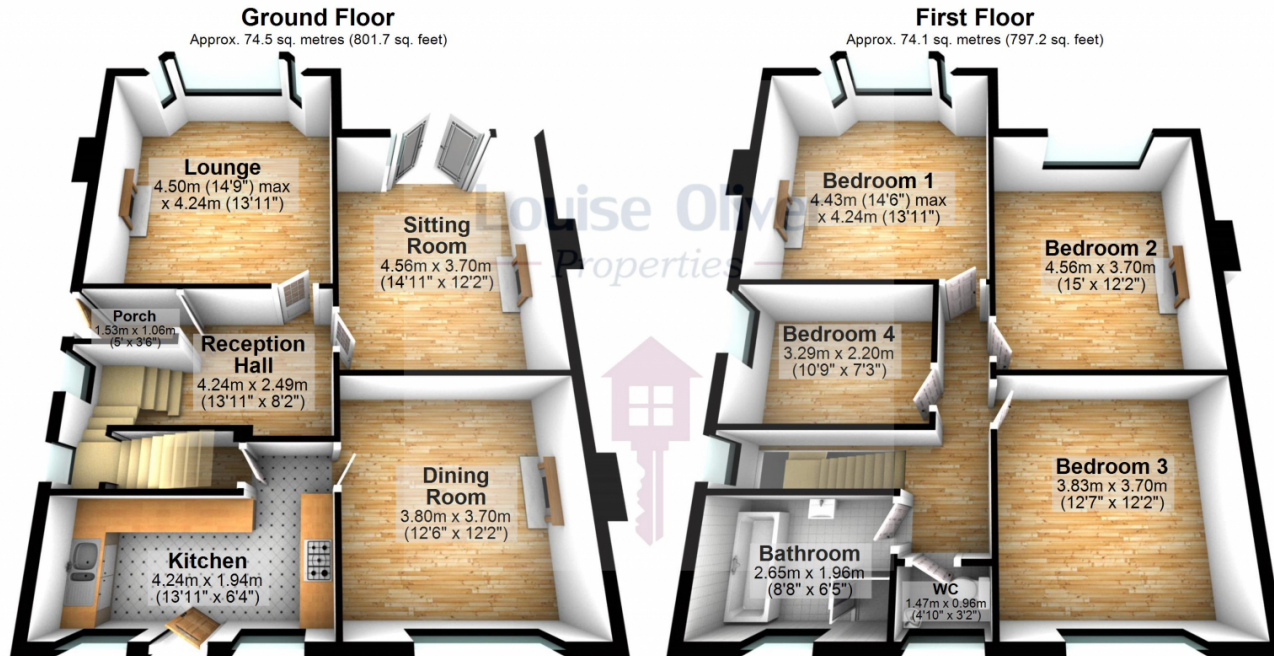 Ground Floor
Approx. 74.5 sq. metres (801.7 sq. feet)
Lounge
4.50m (14'9") max
x 4.24m (13'11")
Sitting
Room
4.56m x 3.70m
(14'11" x 12'2")
Porch
1.53m x 1.06m
(5' x 3'6")
Reception
Hall
4.24m x 2.49m
(13'11" x 8'2")
Dining
Room
3.80m x 3.70m
(12'6" x 12'2")
Kitchen
4.24m x 1.94m
(13'11" x 6'4")
First Floor
Approx. 74.1 sq. metres (797.2 sq. feet)
Bedroom 1
4.43m (14'6") max
x 4.24m (13'11")
Bedroom 2
4.56m x 3.70m
(15' x 12'2")
Bedroom 4
3.29m x 2.20m
(10'9" x 7'3")
Bedroom 3
3.83m x 3.70m
(12'7" x 12'2")
Bathroom
2.65m x 1.96m
(8'8" x 6'5")
WC
1.47m x 0.96m
(4'10" x 3'2")
Louise Olive
Properties